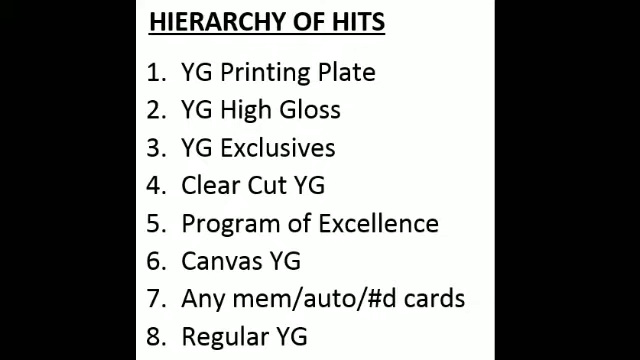 HIERARCHY OF HITS
1. YG Printing Plate
2. YG High Gloss
3. YG Exclusives
4. Clear Cut YG
5. Program of Excellence
6. Canvas YG
7. Any mem/auto/#d cards
8. Regular YG